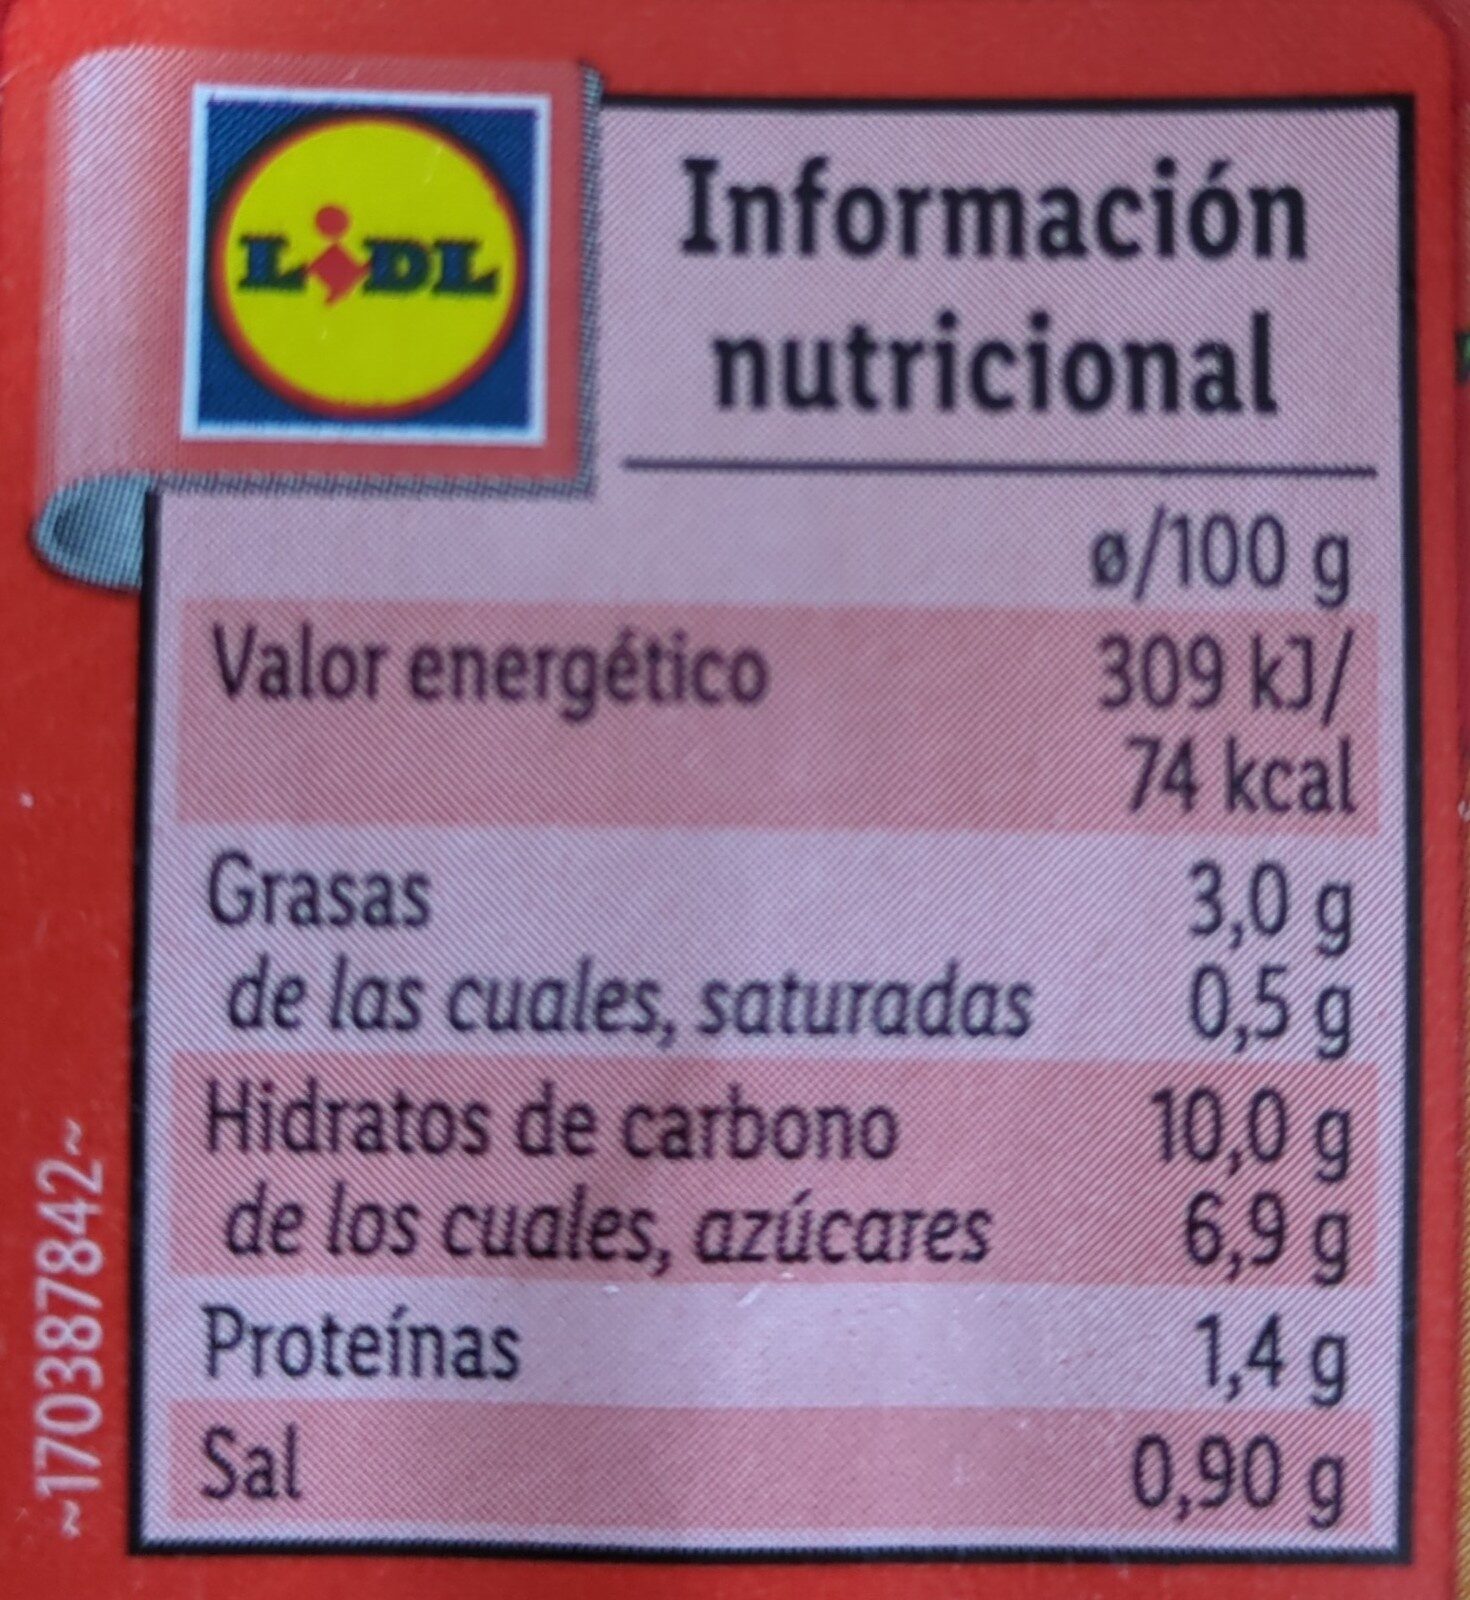 LIDL
Información
nutricional
ø/100 g
Valor energético 309 kJ/
74 kcal
Grasas 3,0 g
de las cuales, saturadas 0,5 g
Hidratos de carbono 10,0 g
de los cuales, azúcares 6,9 g
Proteínas 1,4 g
Sal 0,90 g
~170387842~